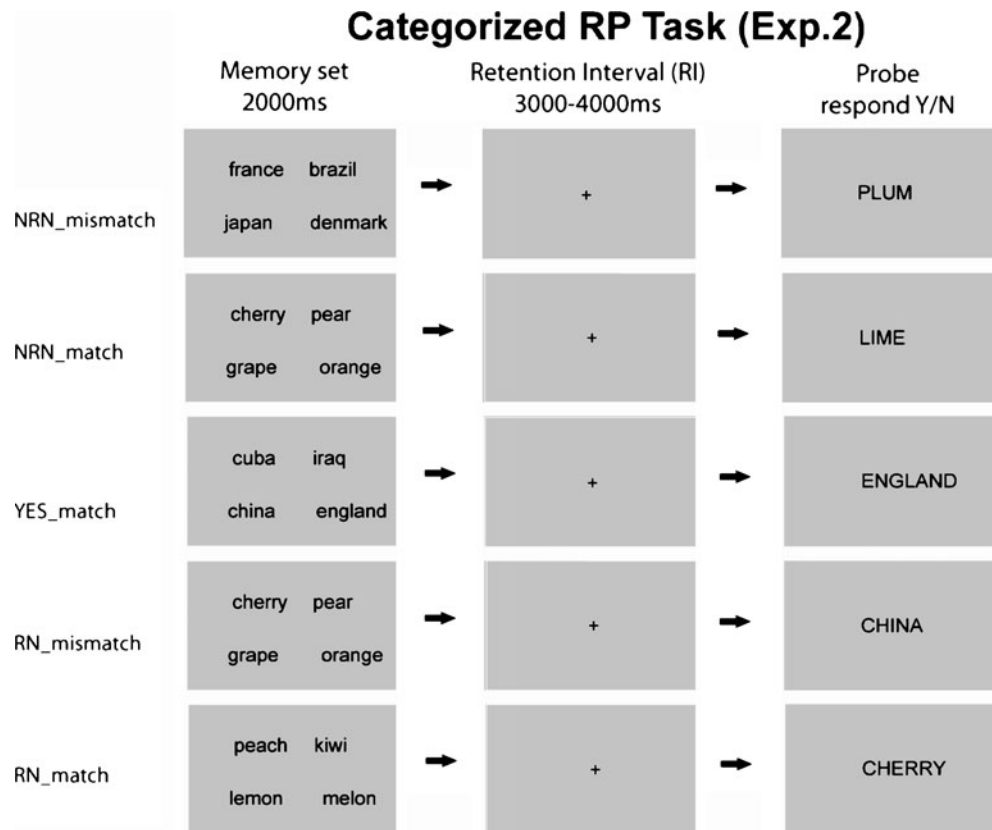 Categorized RP Task (Exp.2)
Memory set
2000ms
Retention Interval (RI)
3000-4000ms
Probe
respond Y/N
NRN_mismatch
france brazil
japan denmark
+
PLUM
NRN_match
cherry pear
grape orange
+
LIME
YES_match
cuba iraq
china england
+
ENGLAND
RN_mismatch
cherry pear
grape orange
+
CHINA
RN_match
peach kiwi
lemon melon
+
CHERRY